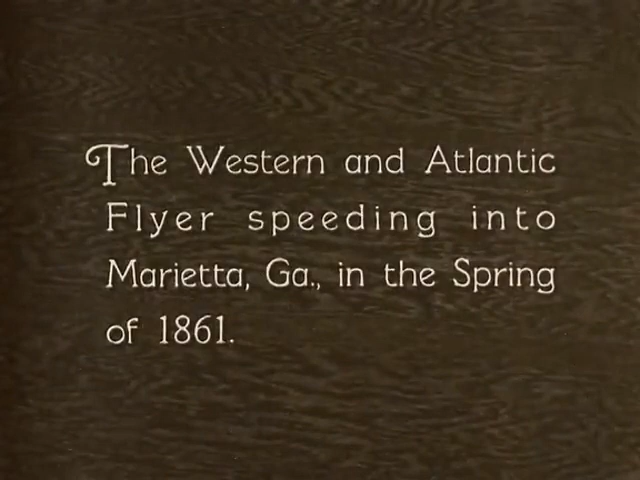 The Western and Atlantic
Flyer speeding into
Marietta, Ga., in the Spring
of 1861.